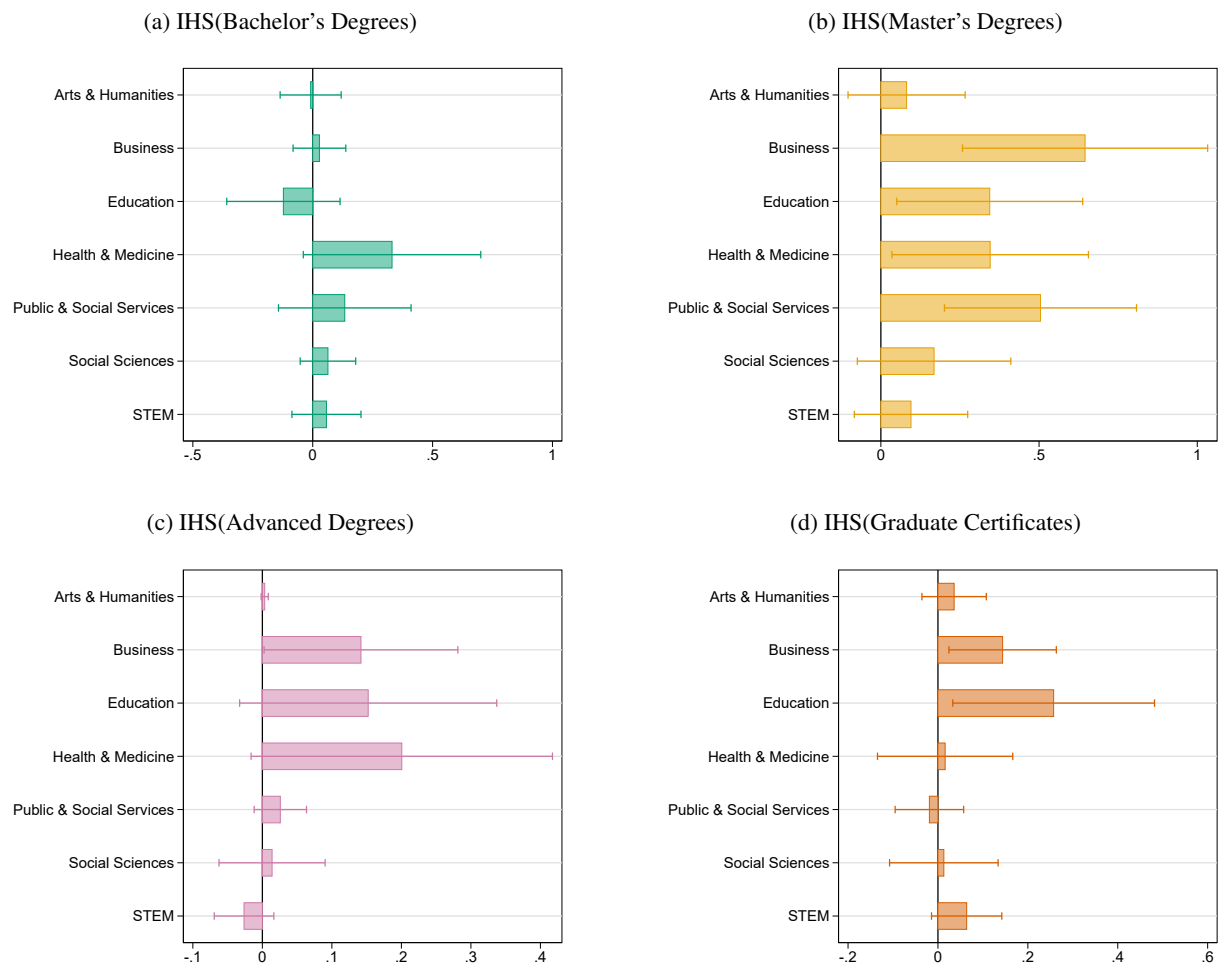 (a) IHS(Bachelor's Degrees)
Arts & Humanities
Business
Education
Health & Medicine
Public & Social Services
Social Sciences
STEM
-.5 0 .5 1
(b) IHS(Master's Degrees)
Arts & Humanities
Business
Education
Health & Medicine
Public & Social Services
Social Sciences
STEM
0 .5 1
(c) IHS(Advanced Degrees)
Arts & Humanities
Business
Education
Health & Medicine
Public & Social Services
Social Sciences
STEM
-.1 0 .1 .2 .3 .4
(d) IHS(Graduate Certificates)
Arts & Humanities
Business
Education
Health & Medicine
Public & Social Services
Social Sciences
STEM
-.2 0 .2 .4 .6